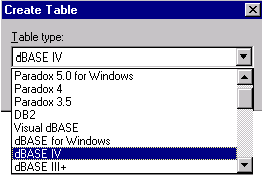 Create Table
Table type:
dBASE IV
Paradox 5.0 for Windows
Paradox 4
Paradox 3.5
DB2
Visual dBASE
dBASE for Windows
dBASE IV
dBASE III+